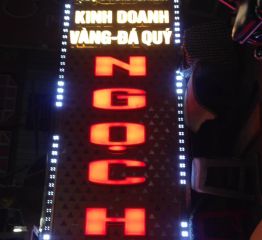 KINH DOANH
VÀNG-ĐÁ QUÝ
NGỌC H